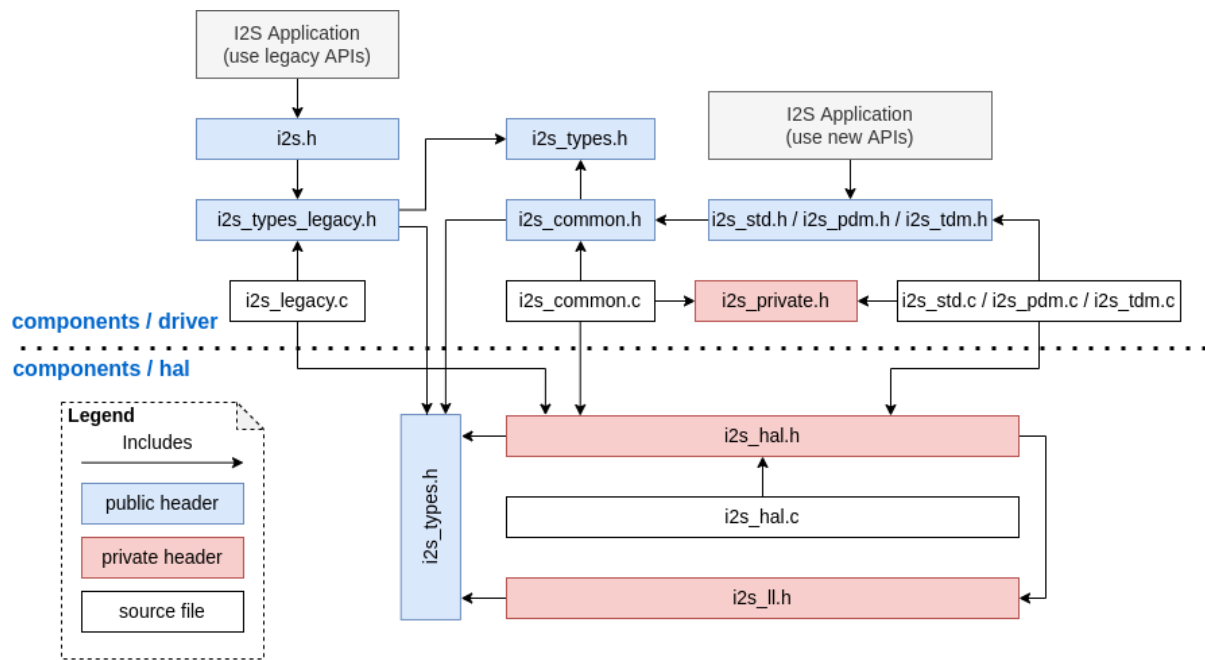 I2S Application
(use legacy APIs)
i2s.h
i2s_types.h
I2S Application
(use new APIs)
i2s_types_legacy.h
i2s_common.h
i2s_std.h / i2s_pdm.h / i2s_tdm.h
i2s_legacy.c
i2s_common.c
i2s_private.h
i2s_std.c / i2s_pdm.c / i2s_tdm.c
components / driver
components / hal
Legend
Includes
public header
private header
source file
i2s_types.h
i2s_hal.h
i2s_hal.c
i2s_ll.h